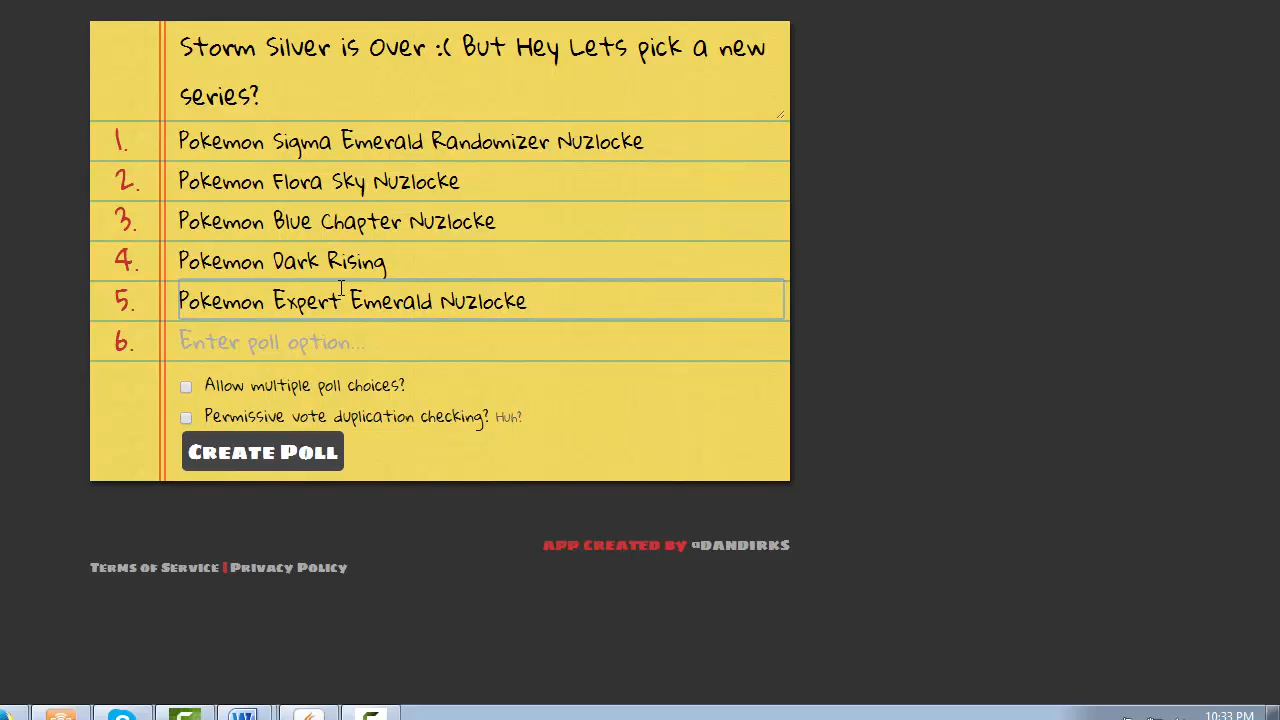 Storm Silver is Over :( But Hey Lets pick a new
series?
1. Pokemon Sigma Emerald Randomizer Nuzlocke
2. Pokemon Flora Sky Nuzlocke
3. Pokemon Blue Chapter Nuzlocke
4. Pokemon Dark Rising
5. Pokemon Expert Emerald Nuzlocke
6. Enter poll option...
Allow multiple poll choices?
Permissive vote duplication checking? Huh?
CREATE POLL
APP CREATED BY @DANDIRKS
TERMS OF SERVICE | PRIVACY POLICY
10:33 PM